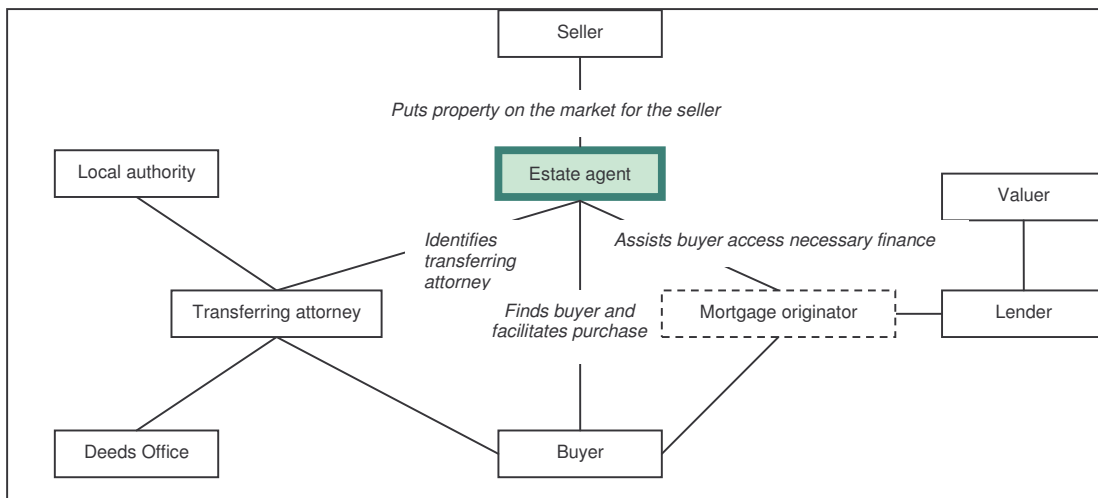 Seller
Puts property on the market for the seller
Local authority
Estate agent
Valuer
Identifies
transferring
attorney
Assists buyer access necessary finance
Transferring attorney
Finds buyer and
facilitates purchase
Mortgage originator
Lender
Deeds Office
Buyer